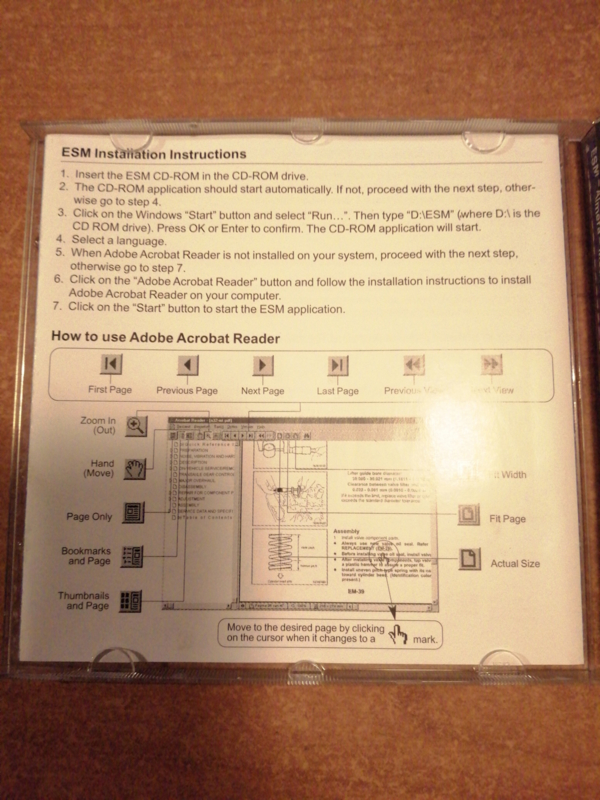 ESM Installation Instructions
1. Insert the ESM CD-ROM in the CD-ROM drive.
2. The CD-ROM application should start automatically. If not, proceed with the next step, other-
wise go to step 4.
3. Click on the Windows “Start” button and select “Run…”. Then type “D:\ESM” (where D:\ is the
CD ROM drive). Press OK or Enter to confirm. The CD-ROM application will start.
4. Select a language.
5. When Adobe Acrobat Reader is not installed on your system, proceed with the next step,
otherwise go to step 7.
6. Click on the “Adobe Acrobat Reader” button and follow the installation instructions to install
Adobe Acrobat Reader on your computer.
7. Click on the “Start” button to start the ESM application.
How to use Adobe Acrobat Reader
First Page Previous Page Next Page Last Page Previous View
Zoom In
(Out)
Hand
(Move)
Width
Page Only
Fit Page
Bookmarks
and Page
Actual Size
Thumbnails
and Page
Assembly
EM-39
Move to the desired page by clicking
on the cursor when it changes to a mark.